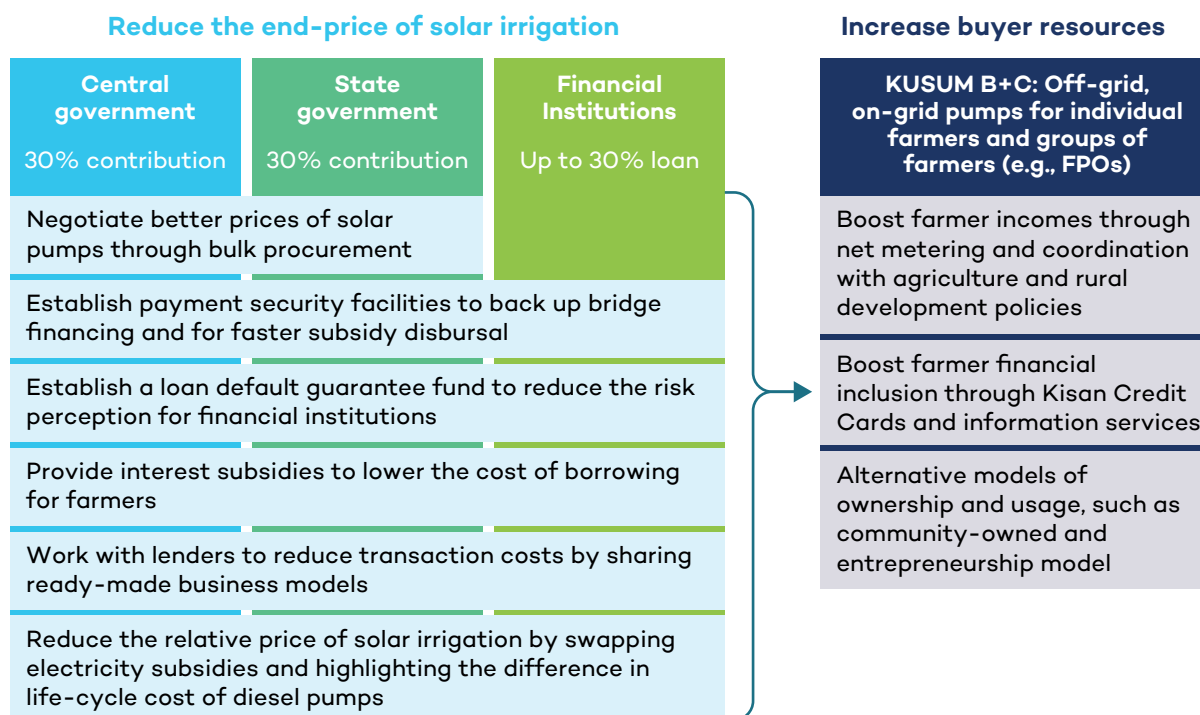 Reduce the end-price of solar irrigation
Central
government
30% contribution
State
government
30% contribution
Financial
Institutions
Up to 30% loan
Negotiate better prices of solar
pumps through bulk procurement
Establish payment security facilities to back up bridge
financing and for faster subsidy disbursal
Establish a loan default guarantee fund to reduce the risk
perception for financial institutions
Provide interest subsidies to lower the cost of borrowing
for farmers
Work with lenders to reduce transaction costs by sharing
ready-made business models
Reduce the relative price of solar irrigation by swapping
electricity subsidies and highlighting the difference in
life-cycle cost of diesel pumps
Increase buyer resources
KUSUM B+C: Off-grid,
on-grid pumps for individual
farmers and groups of
farmers (e.g., FPOs)
Boost farmer incomes through
net metering and coordination
with agriculture and rural
development policies
Boost farmer financial
inclusion through Kisan Credit
Cards and information services
Alternative models of
ownership and usage, such as
community-owned and
entrepreneurship model